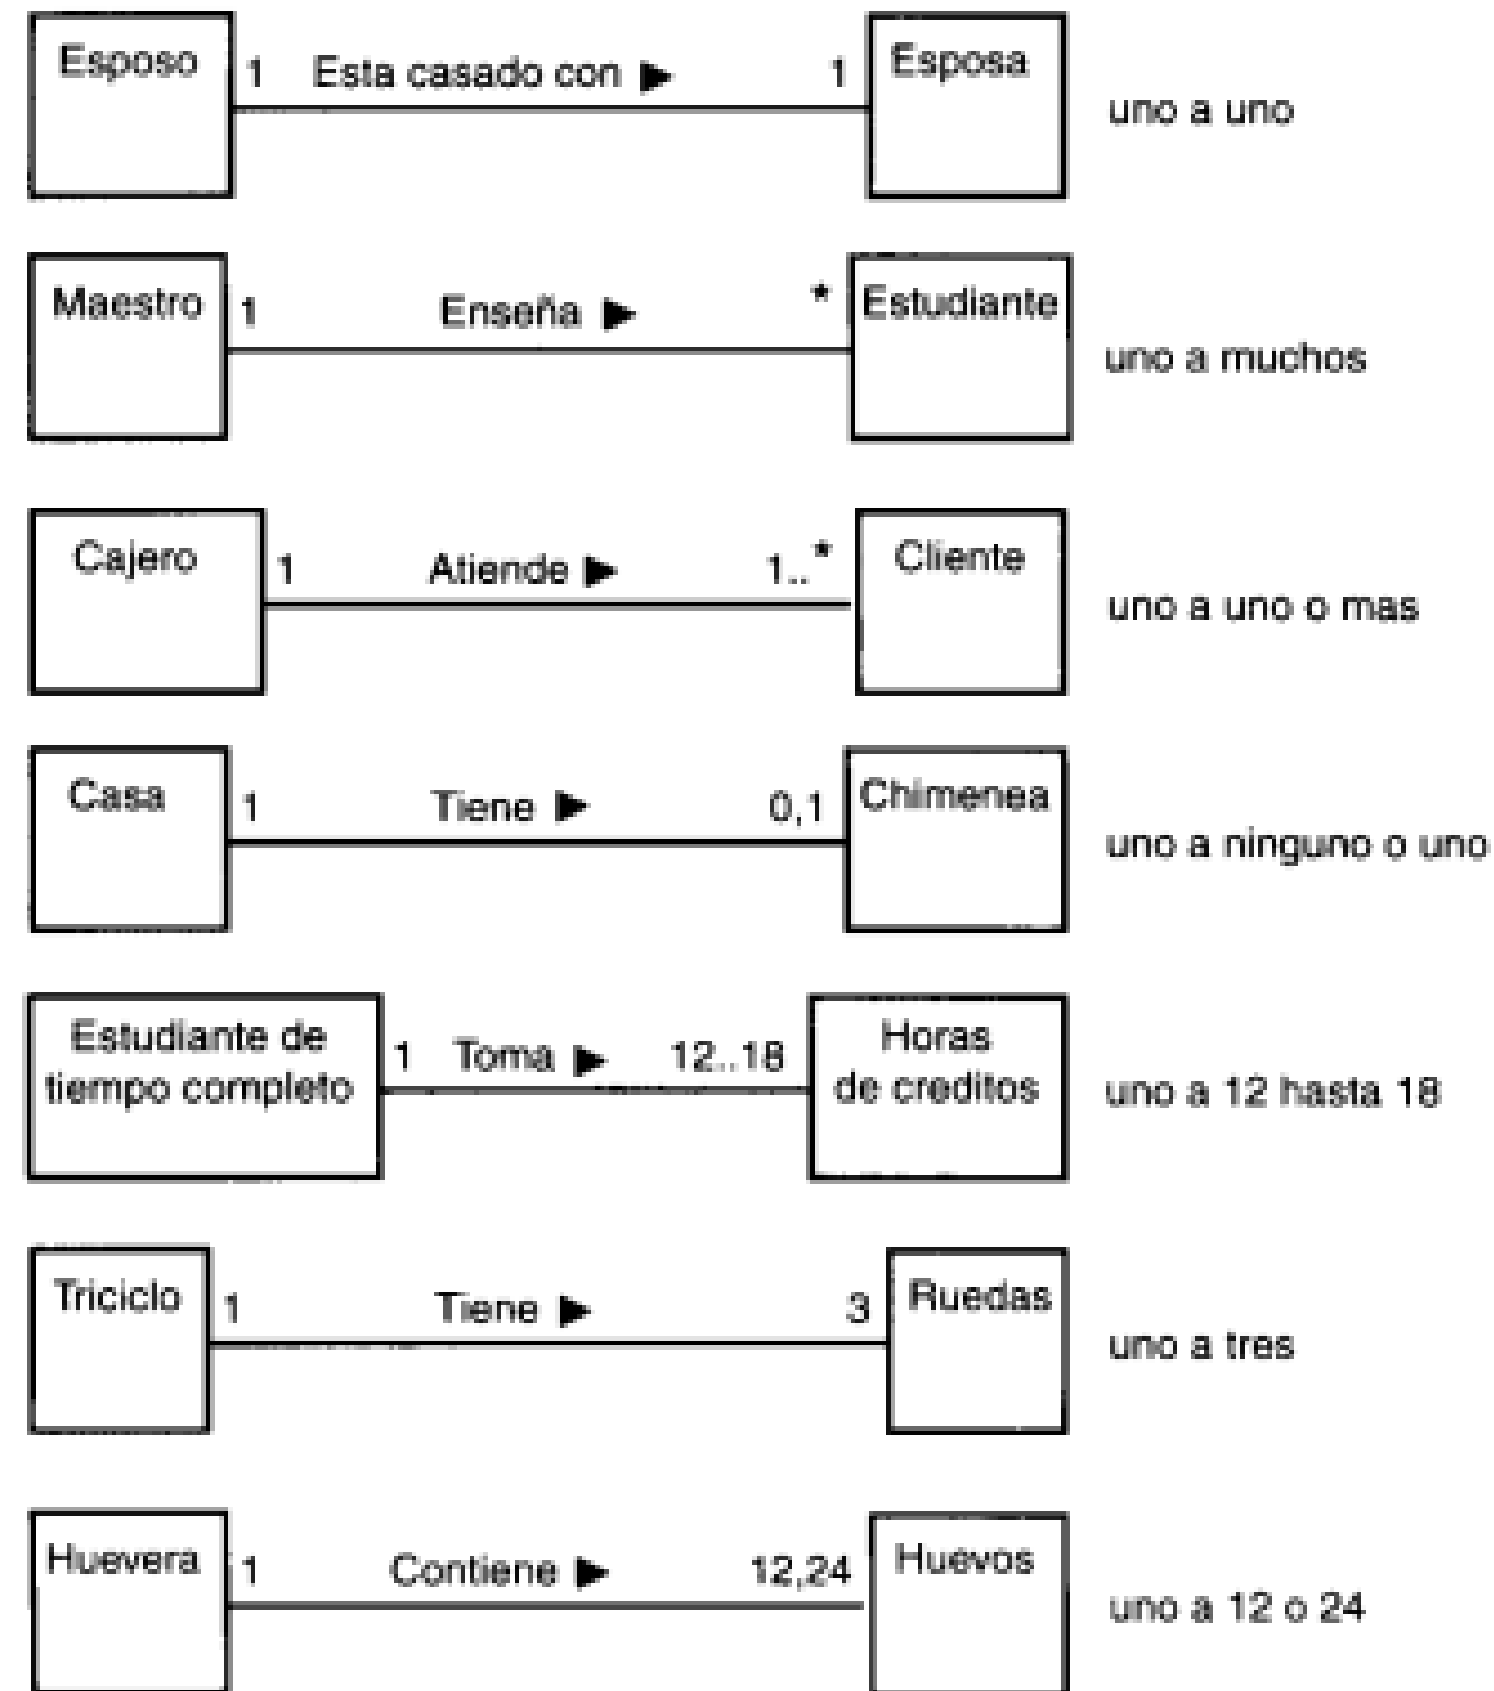 Esposo 1 Esta casado con ▶ 1 Esposa
uno a uno
Maestro 1 Enseña ▶ * Estudiante
uno a muchos
Cajero 1 Atiende ▶ 1..* Cliente
uno a uno o mas
Casa 1 Tiene ▶ 0,1 Chimenea
uno a ninguno o uno
Estudiante de
tiempo completo
1 Toma ▶ 12..18
Horas
de creditos
uno a 12 hasta 18
Triciclo 1 Tiene ▶ 3 Ruedas
uno a tres
Huevera 1 Contiene ▶ 12,24 Huevos
uno a 12 o 24